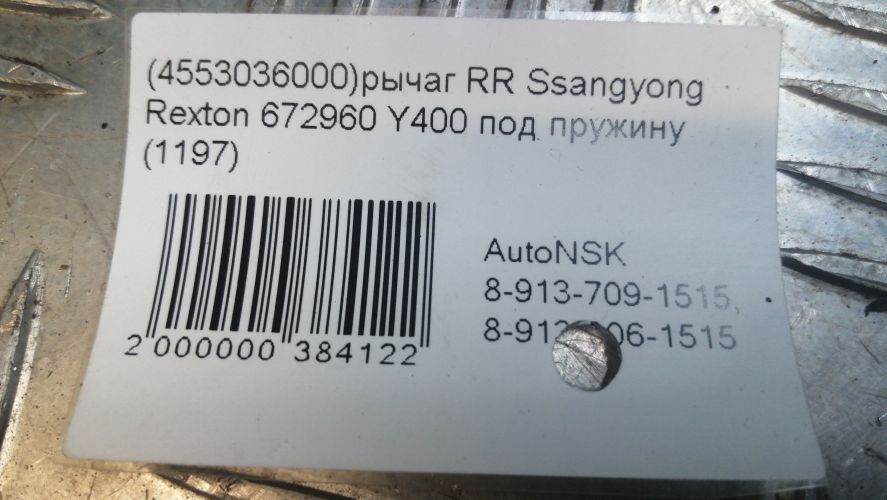 (4553036000)рычаг RR Ssangyong
Rexton 672960 Y400 под пружину
(1197)
2 000000 384122
AutoNSK
8-913-709-1515,